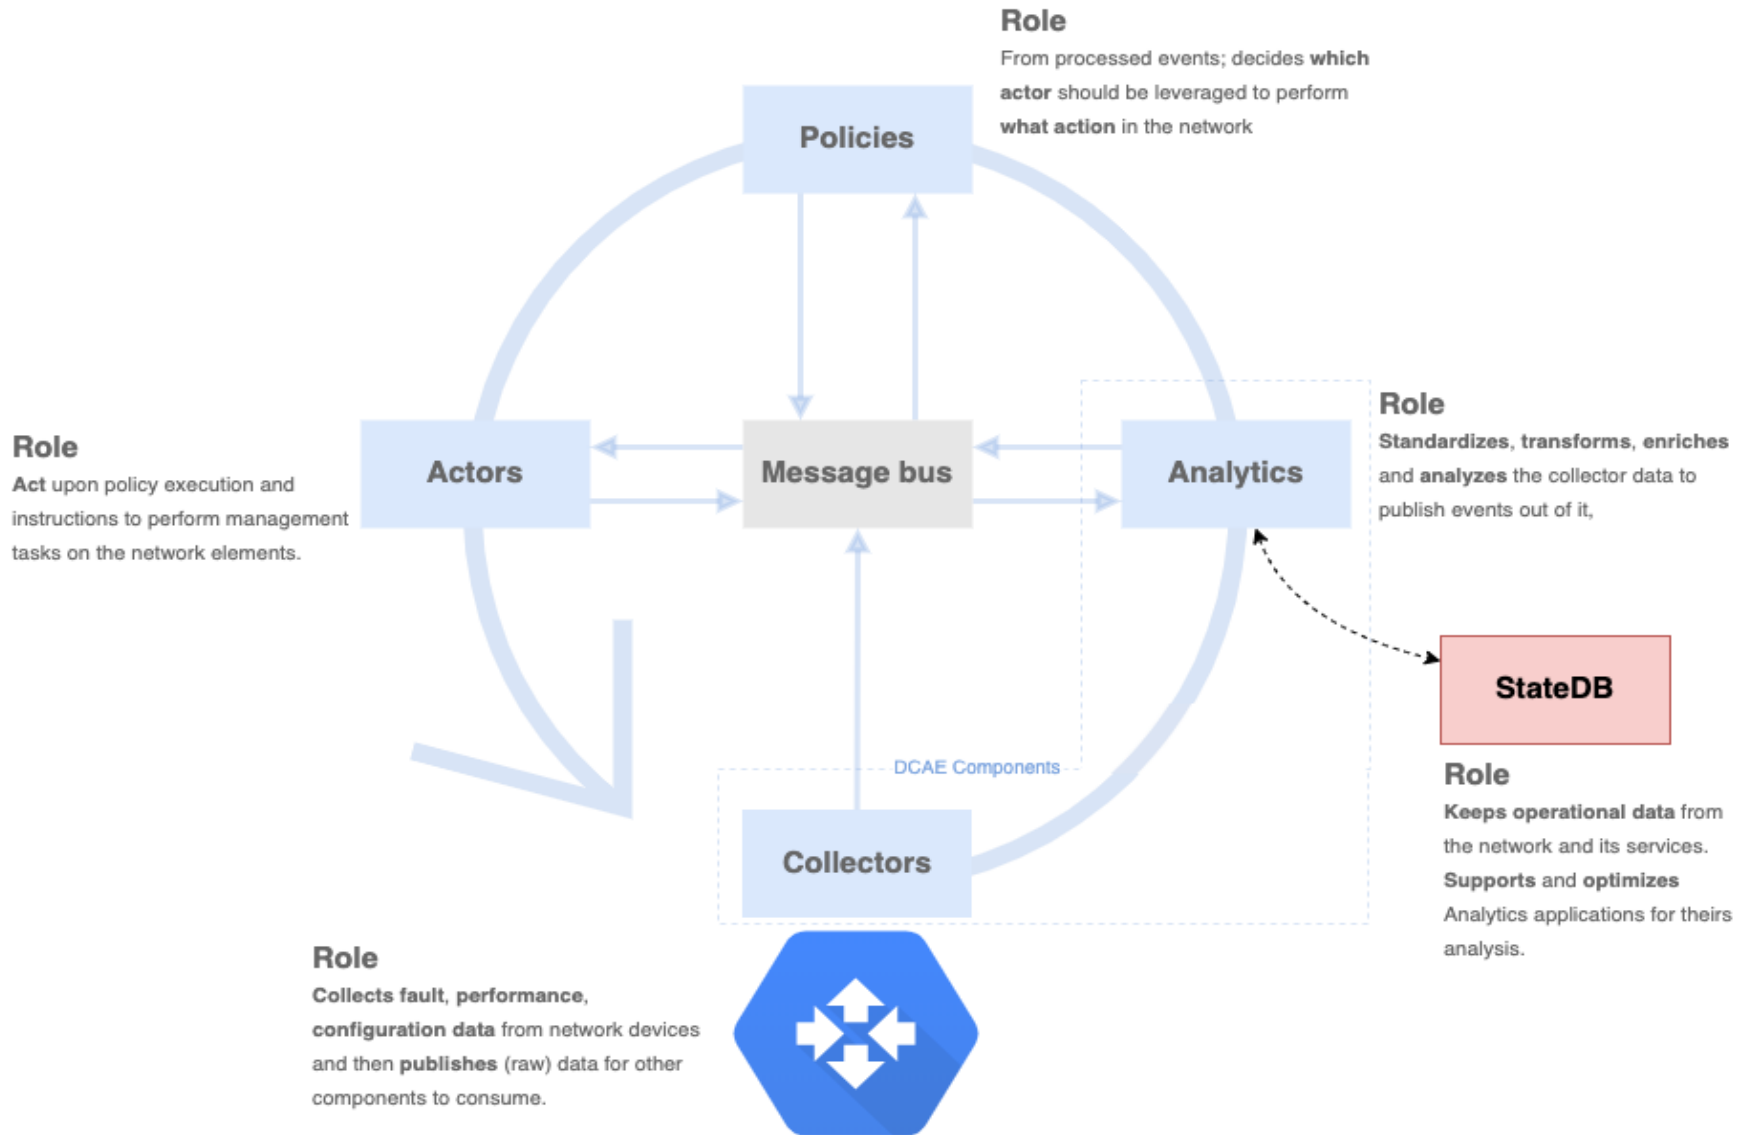 Role
From processed events; decides which
actor should be leveraged to perform
what action in the network
Policies
Role
Act upon policy execution and
instructions to perform management
tasks on the network elements.
Actors
Message bus
Analytics
Role
Standardizes, transforms, enriches
and analyzes the collector data to
publish events out of it,
StateDB
Role
Keeps operational data from
the network and its services.
Supports and optimizes
Analytics applications for theirs
analysis.
DCAE Components
Collectors
Role
Collects fault, performance,
configuration data from network devices
and then publishes (raw) data for other
components to consume.